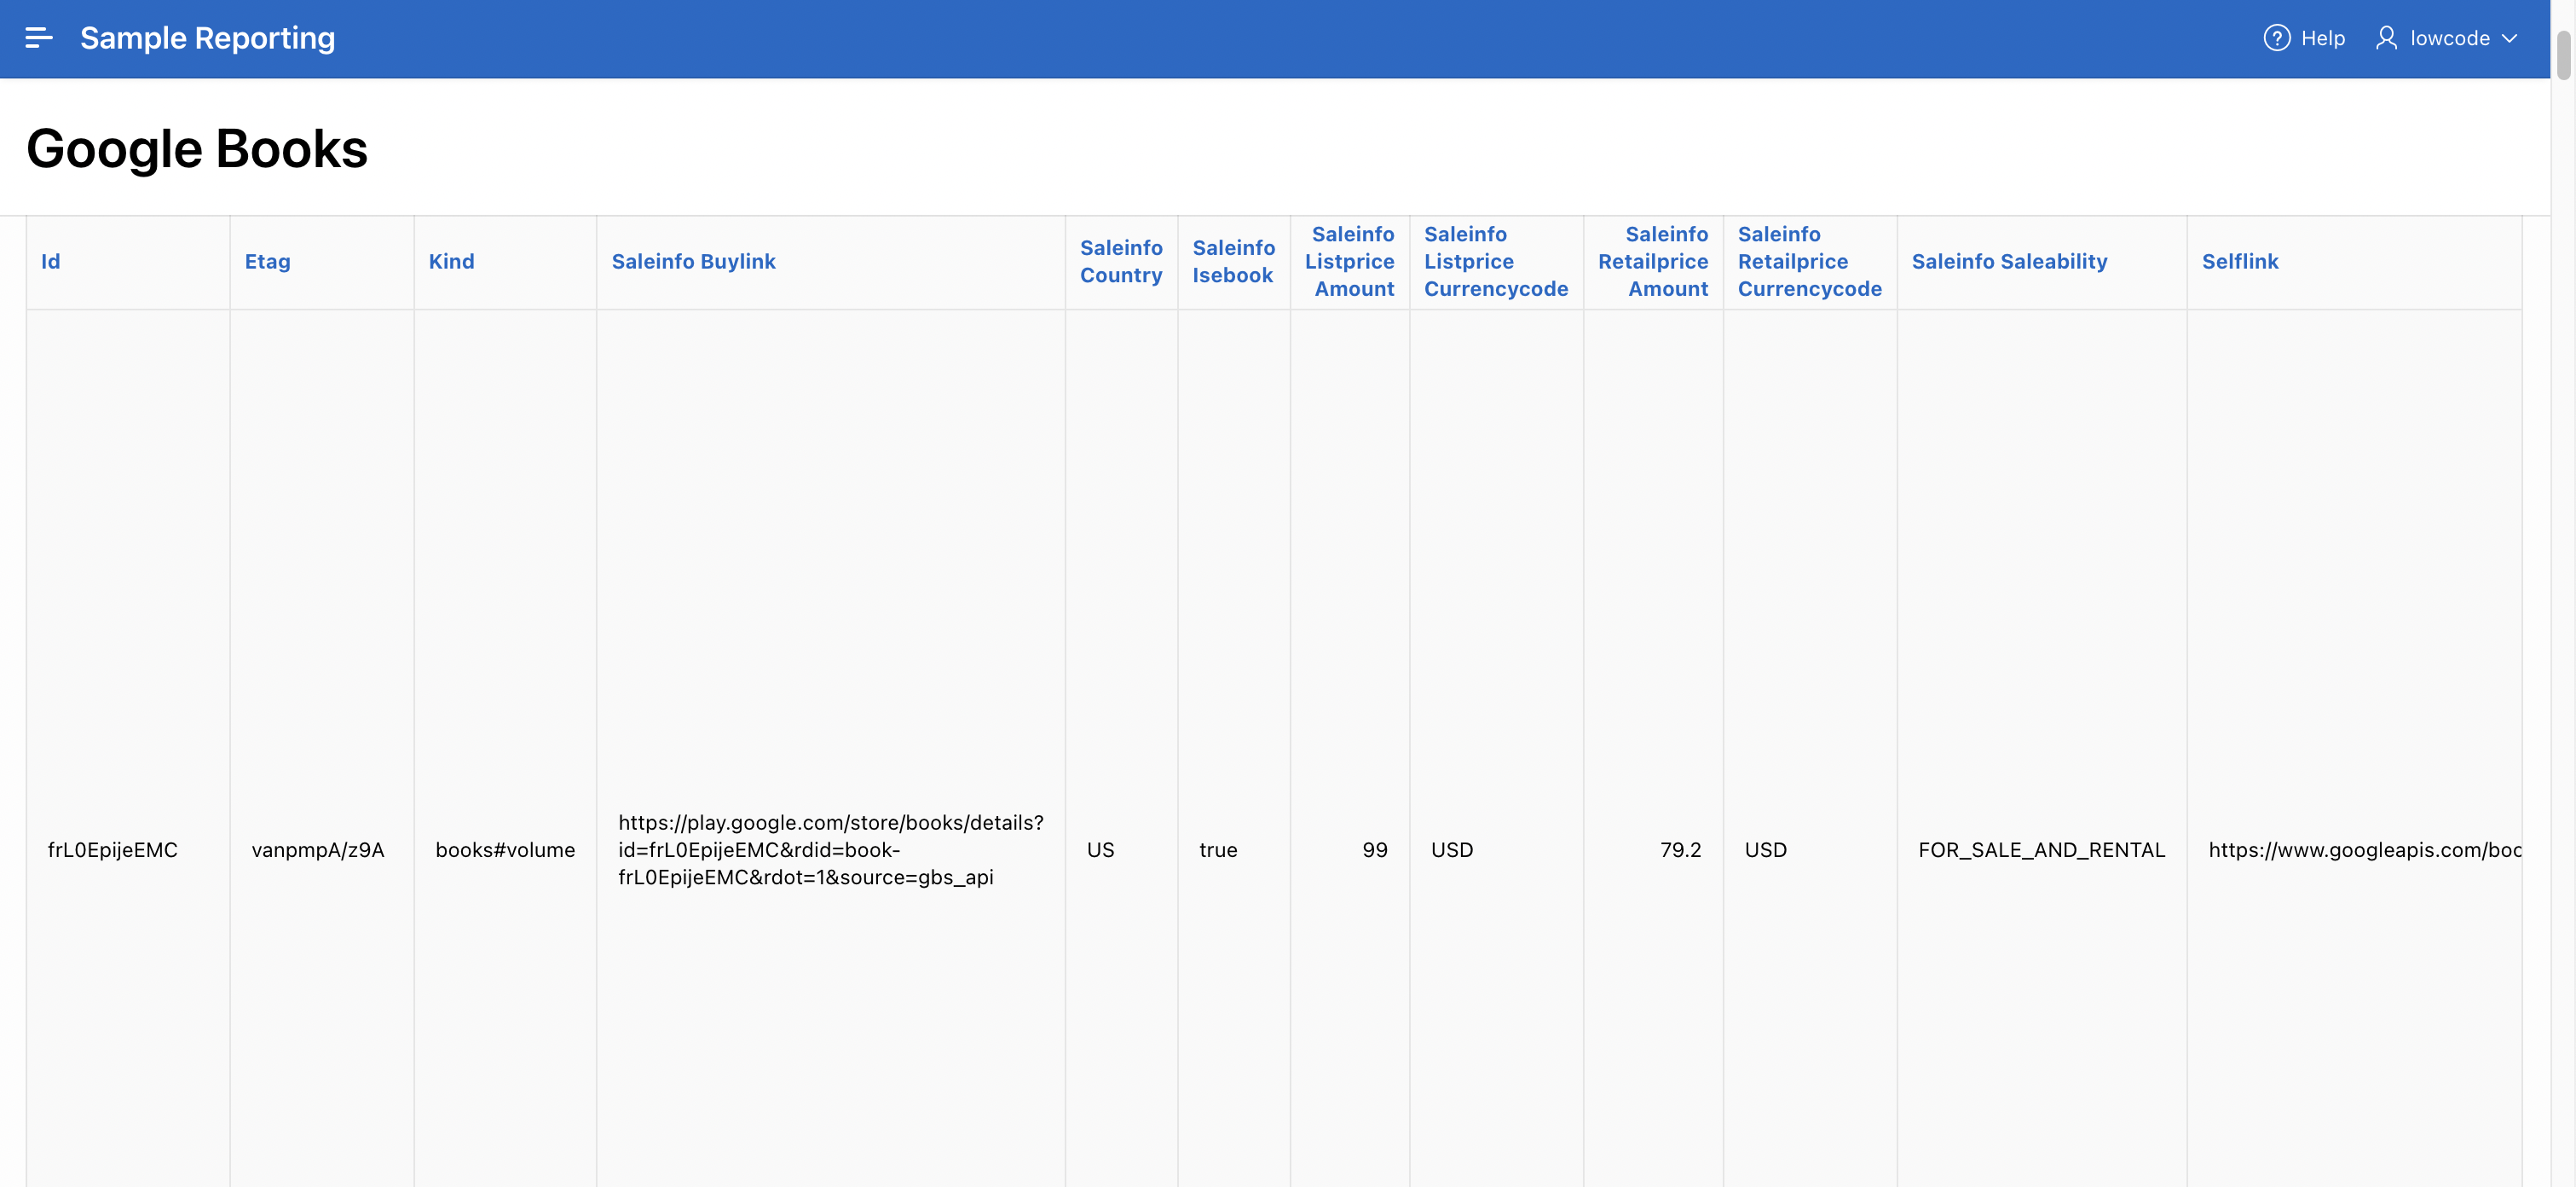 Sample Reporting
Help
lowcode
Google Books
Id
Etag
Kind
Saleinfo Buylink
Saleinfo
Country
Saleinfo
Isebook
Saleinfo
Listprice
Amount
Saleinfo
Listprice
Currencycode
Saleinfo
Retailprice
Amount
Saleinfo
Retailprice
Currencycode
Saleinfo Saleability
Selflink
frL0EpijeEMC
vanpmpA/z9A
books#volume
https://play.google.com/store/books/details?
id=frL0EpijeEMC&rdid=book-
frL0EpijeEMC&rdot=1&source=gbs_api
US
true
99
USD
79.2
USD
FOR_SALE_AND_RENTAL
https://www.googleapis.com/boo